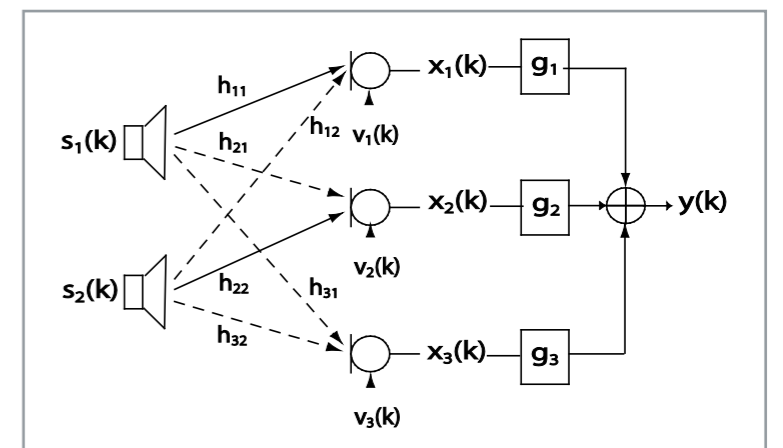 x₁(k)
g₁
h₁₁
h₁₂
v₁(k)
s₁(k)
h₂₁
x₂(k)
g₂
y(k)
v₂(k)
s₂(k)
h₂₂
h₃₁
h₃₂
x₃(k)
g₃
v₃(k)